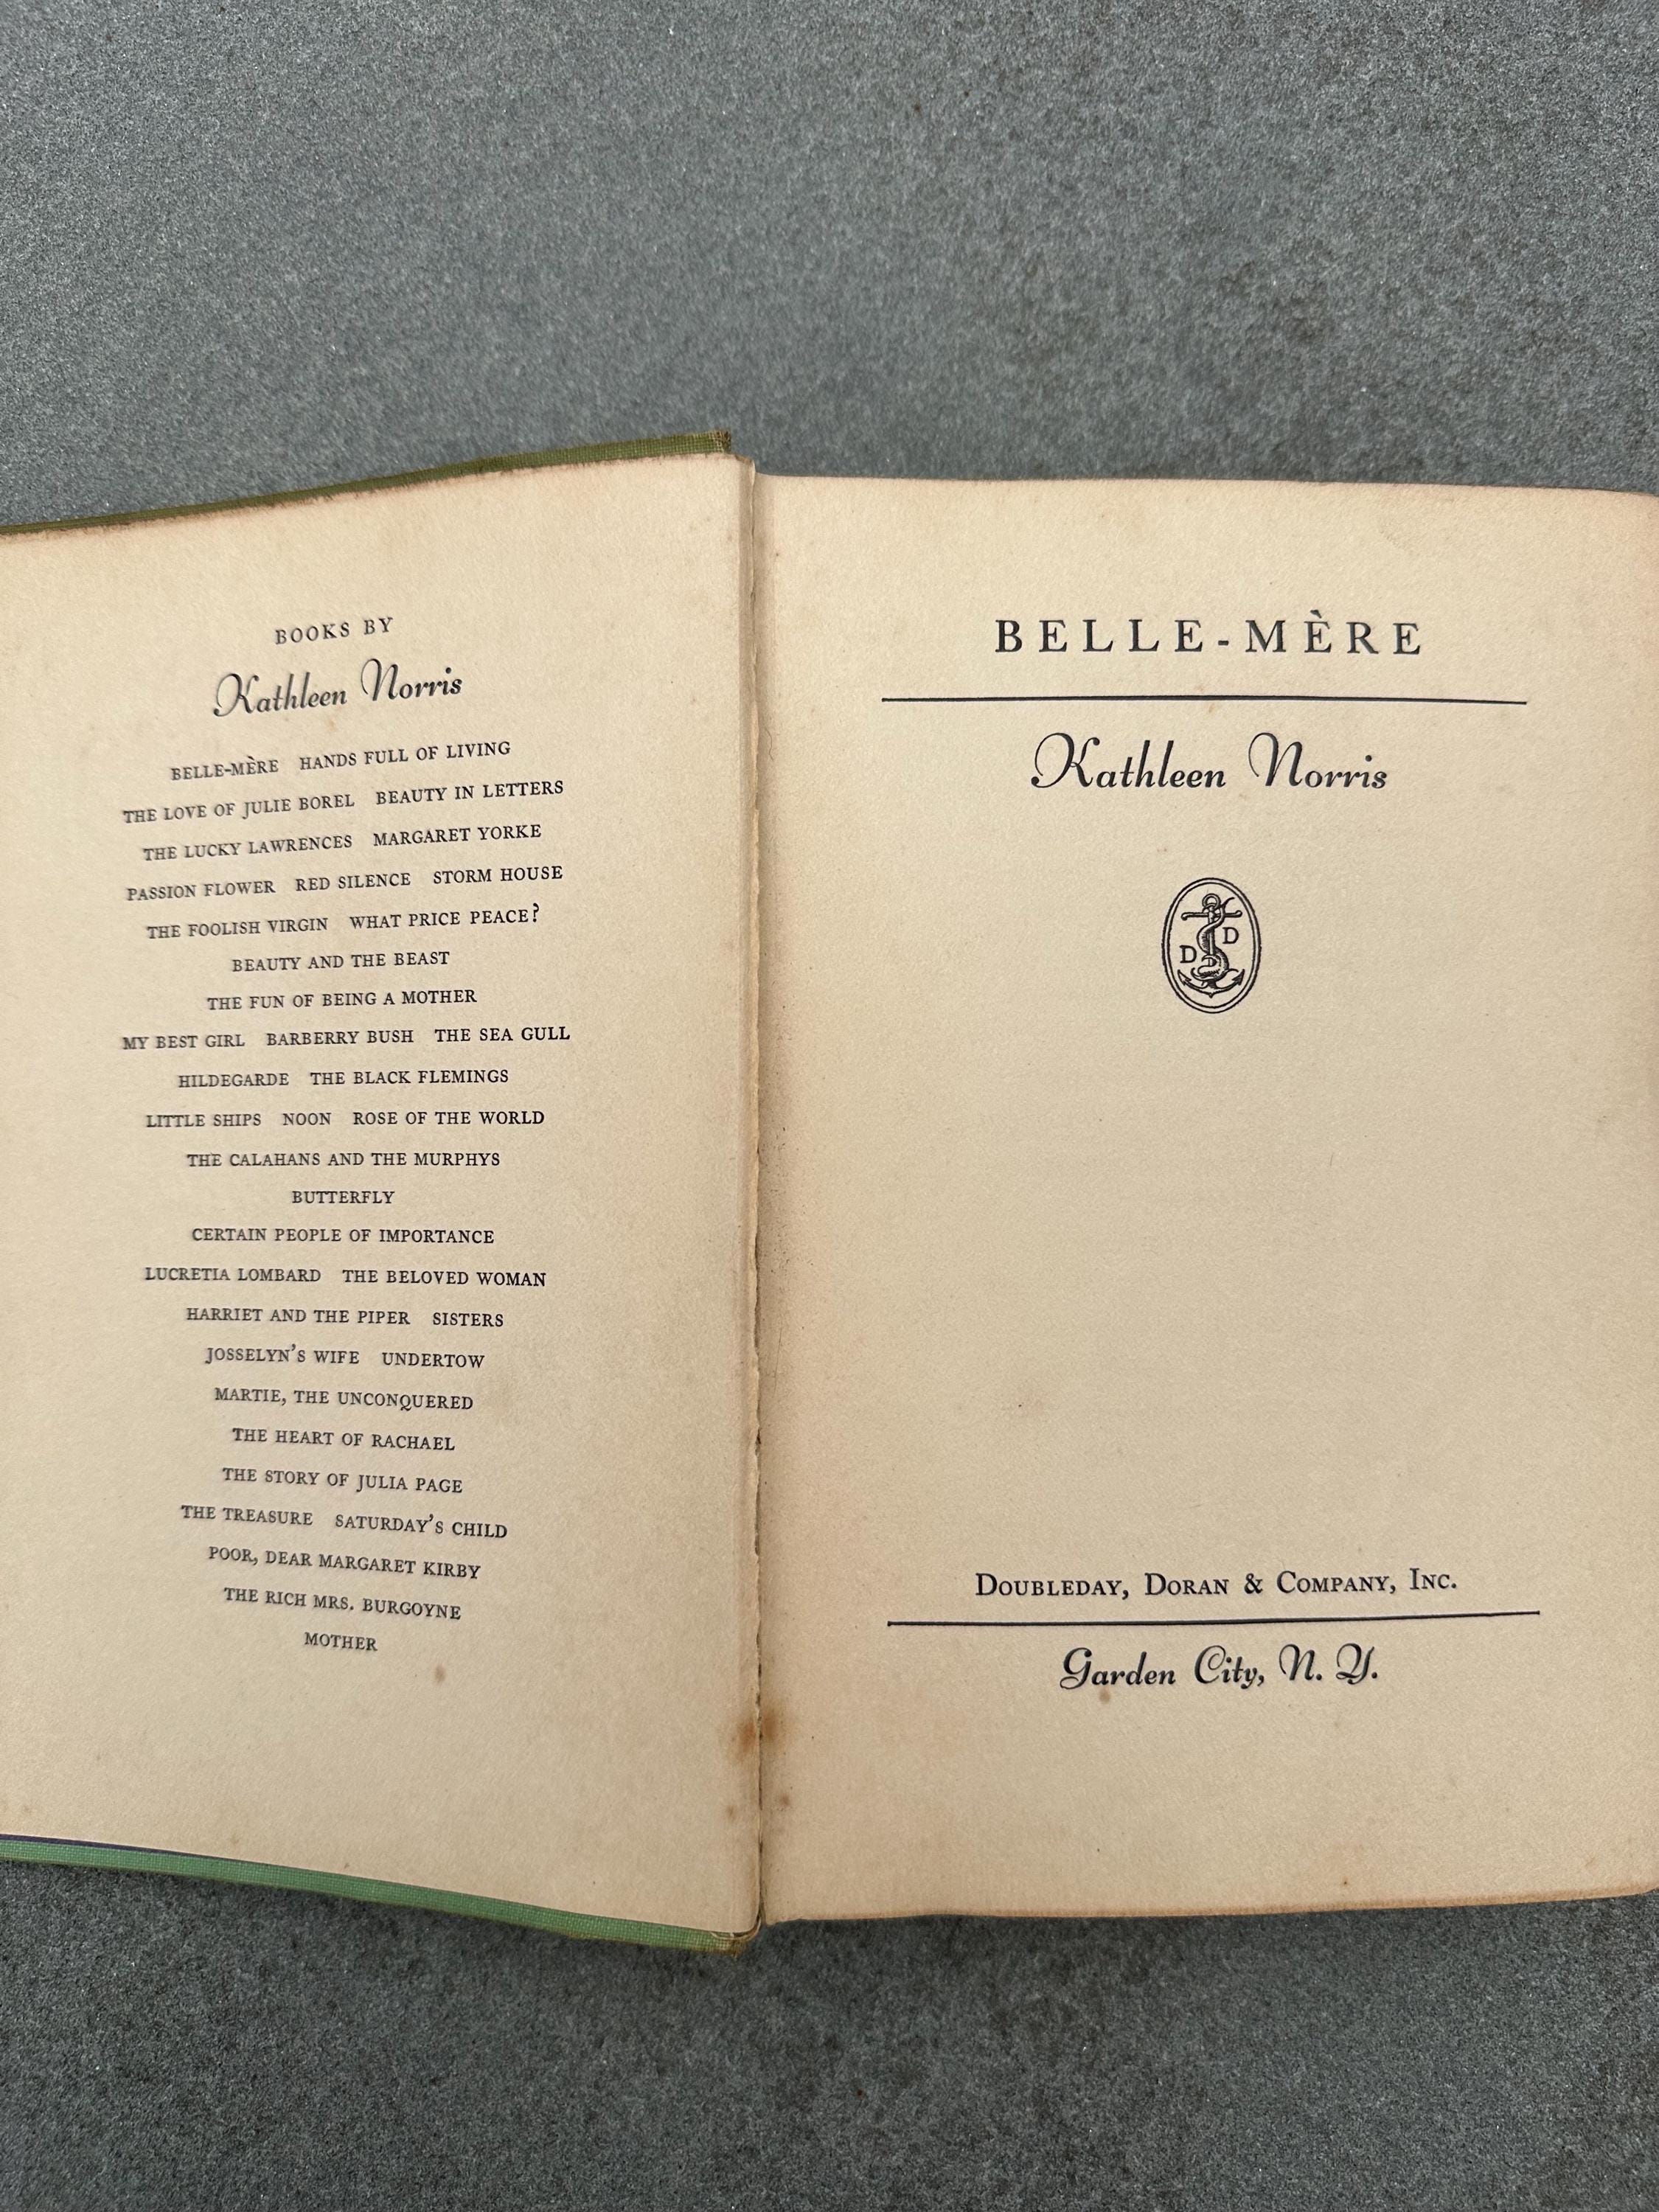 BOOKS BY
Kathleen Norris
BELLE-MÈRE HANDS FULL OF LIVING
THE LOVE OF JULIE BOREL BEAUTY IN LETTERS
THE LUCKY LAWRENCES MARGARET YORKE
PASSION FLOWER RED SILENCE STORM HOUSE
THE FOOLISH VIRGIN WHAT PRICE PEACE?
BEAUTY AND THE BEAST
THE FUN OF BEING A MOTHER
MY BEST GIRL BARBERRY BUSH THE SEA GULL
HILDEGARDE THE BLACK FLEMINGS
LITTLE SHIPS NOON ROSE OF THE WORLD
THE CALAHANS AND THE MURPHYS
BUTTERFLY
CERTAIN PEOPLE OF IMPORTANCE
LUCRETIA LOMBARD THE BELOVED WOMAN
HARRIET AND THE PIPER SISTERS
JOSSELYN'S WIFE UNDERTOW
MARTIE, THE UNCONQUERED
THE HEART OF RACHAEL
THE STORY OF JULIA PAGE
THE TREASURE SATURDAY'S CHILD
POOR, DEAR MARGARET KIRBY
THE RICH MRS. BURGOYNE
MOTHER
BELLE-MÈRE
Kathleen Norris
D D
DOUBLEDAY, DORAN & COMPANY, INC.
Garden City, N. Y.